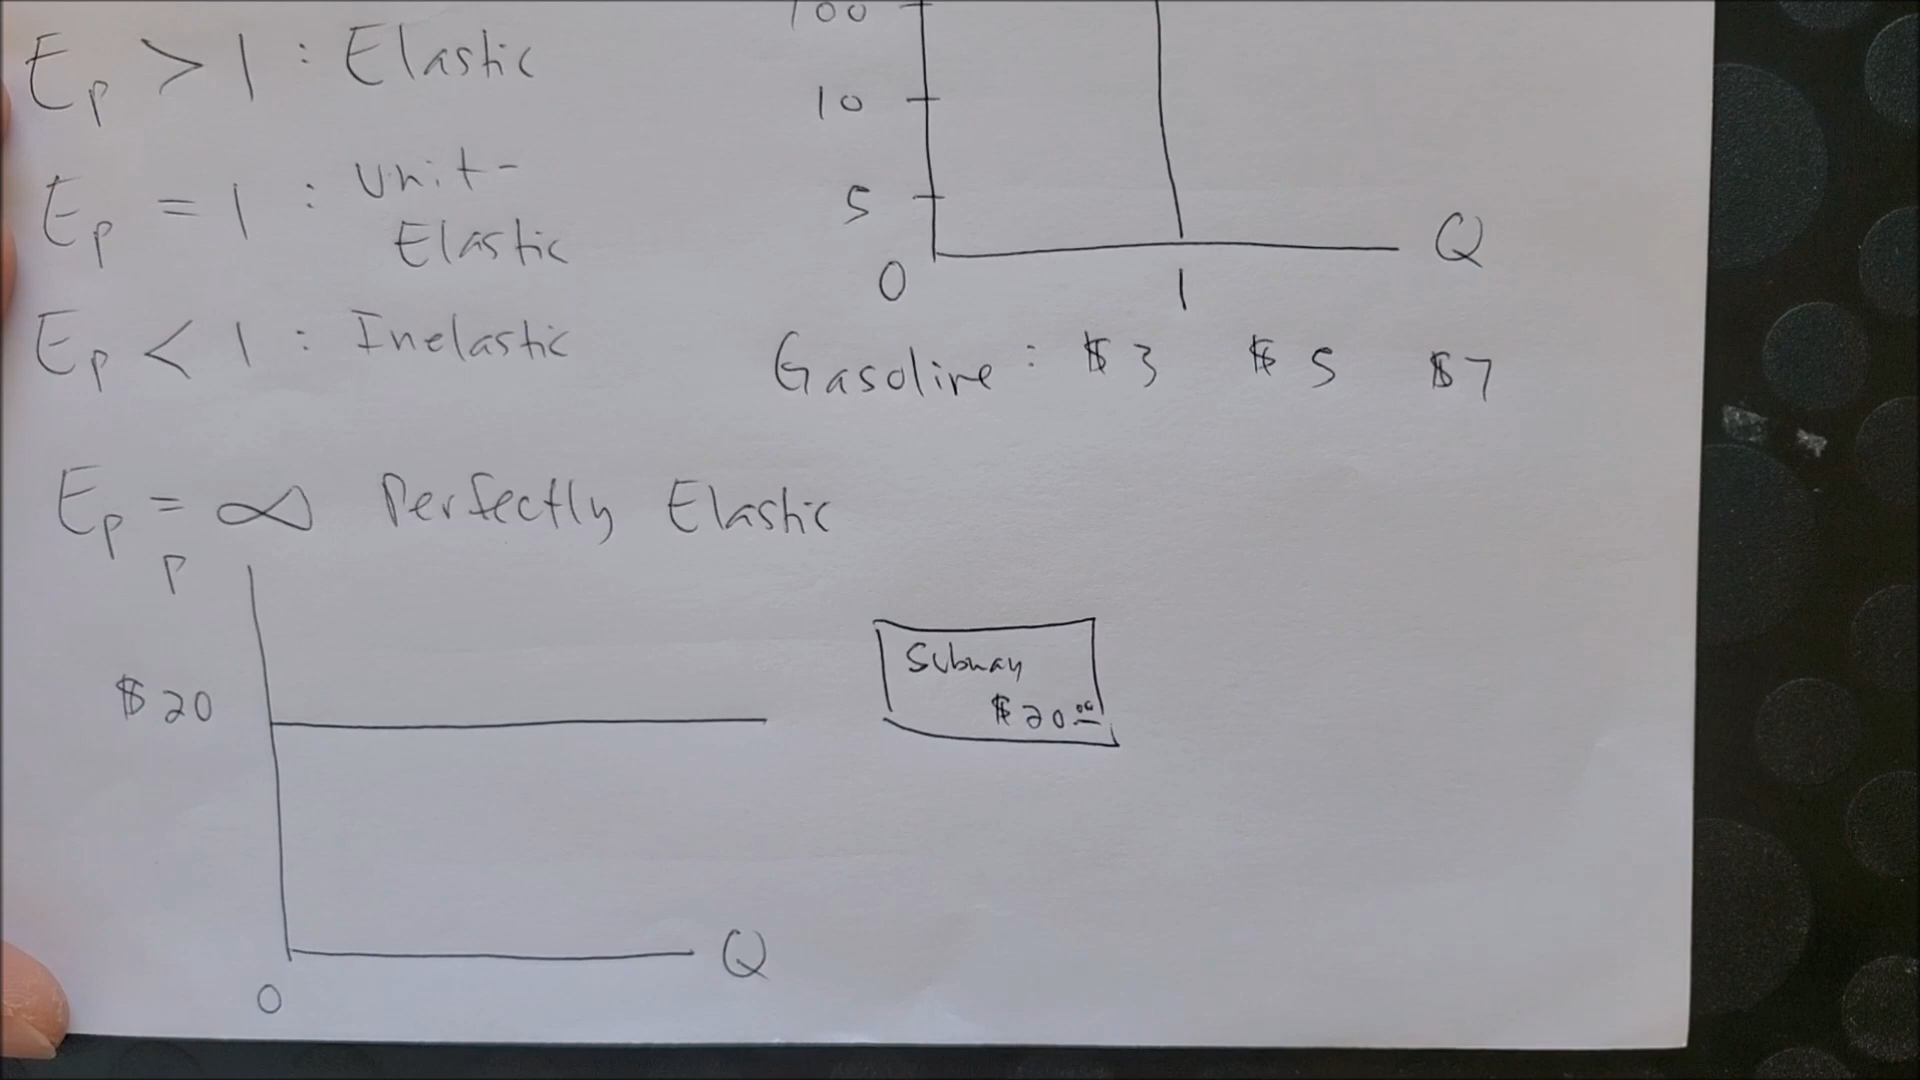 Ep > 1 : Elastic
Ep = 1 : Unit-
Elastic
Ep < 1 : Inelastic
100
10
5
0
1
Q
Gasoline : $3 $5 $7
Ep = ∞ Perfectly Elastic
P
$20
0
Q
Subway
$20.00